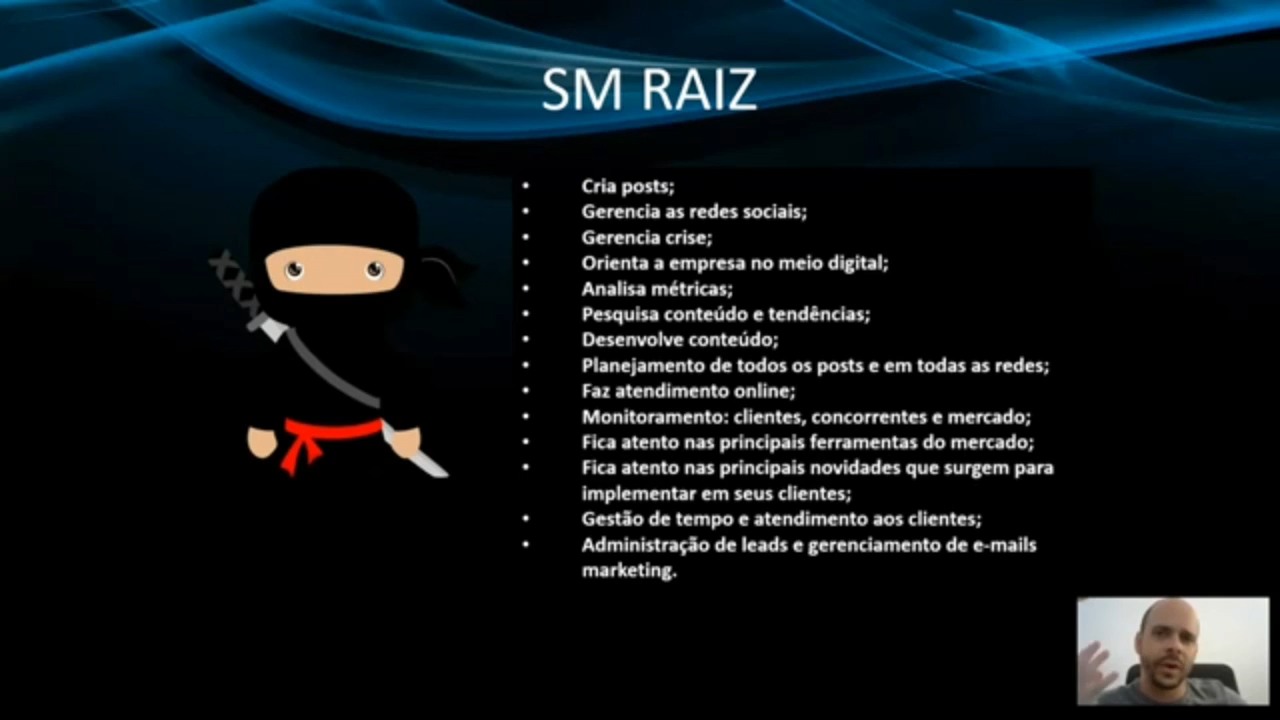 SM RAIZ
• Cria posts;
• Gerencia as redes sociais;
• Gerencia crise;
• Orienta a empresa no meio digital;
• Analisa métricas;
• Pesquisa conteúdo e tendências;
• Desenvolve conteúdo;
• Planejamento de todos os posts e em todas as redes;
• Faz atendimento online;
• Monitoramento: clientes, concorrentes e mercado;
• Fica atento nas principais ferramentas do mercado;
• Fica atento nas principais novidades que surgem para
implementar em seus clientes;
• Gestão de tempo e atendimento aos clientes;
• Administração de leads e gerenciamento de e-mails
marketing.